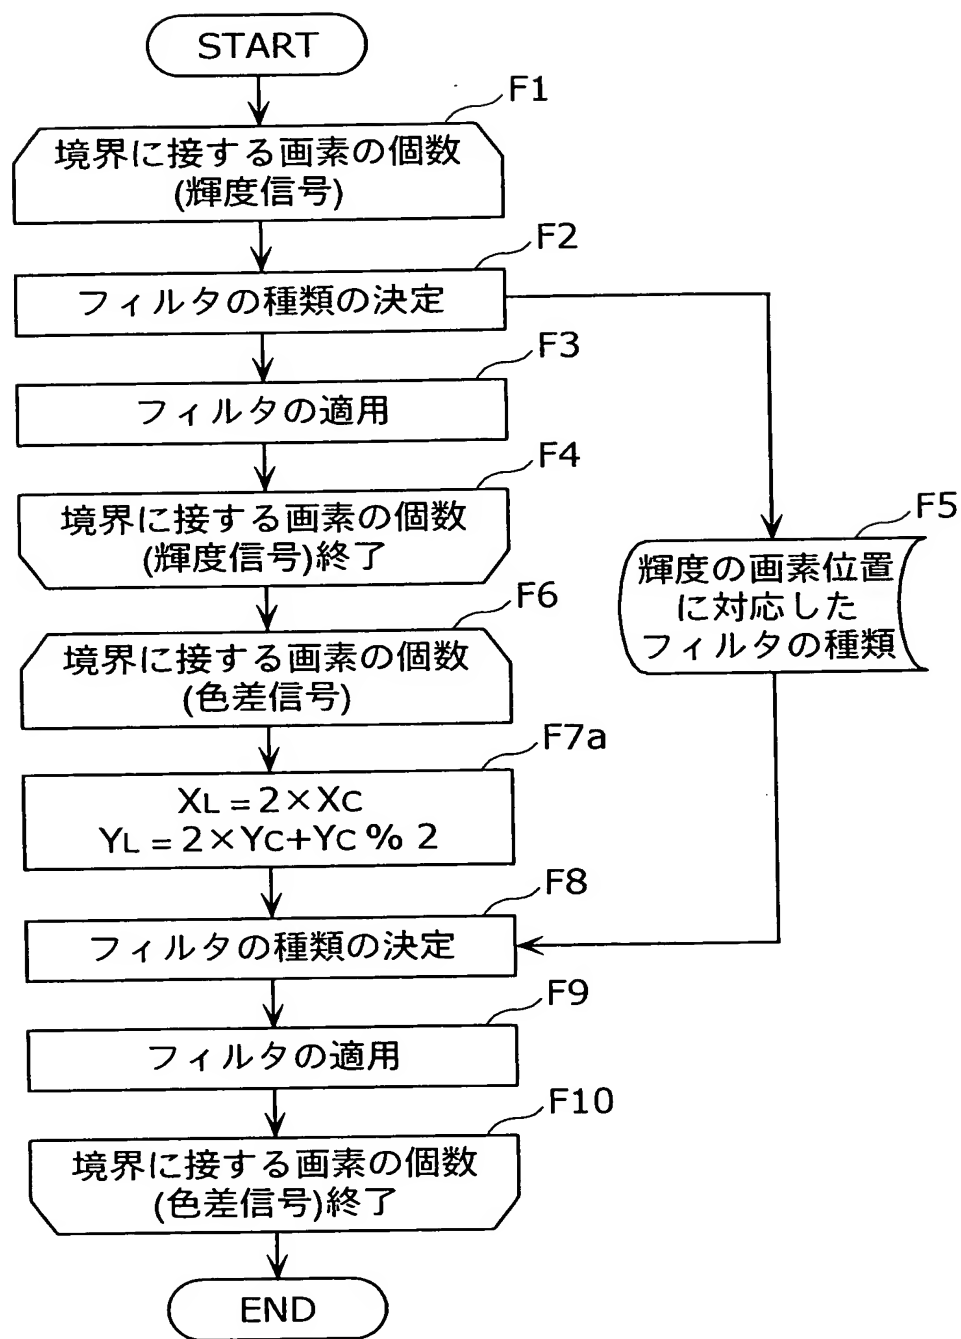 START
F1
境界に接する画素の個数
(輝度信号)
F2
フィルタの種類の決定
F3
フィルタの適用
F4
境界に接する画素の個数
(輝度信号)終了
F5
輝度の画素位置
に対応した
フィルタの種類
F6
境界に接する画素の個数
(色差信号)
F7a
XL=2×XC
YL=2×YC+YC % 2
F8
フィルタの種類の決定
F9
フィルタの適用
F10
境界に接する画素の個数
(色差信号)終了
END